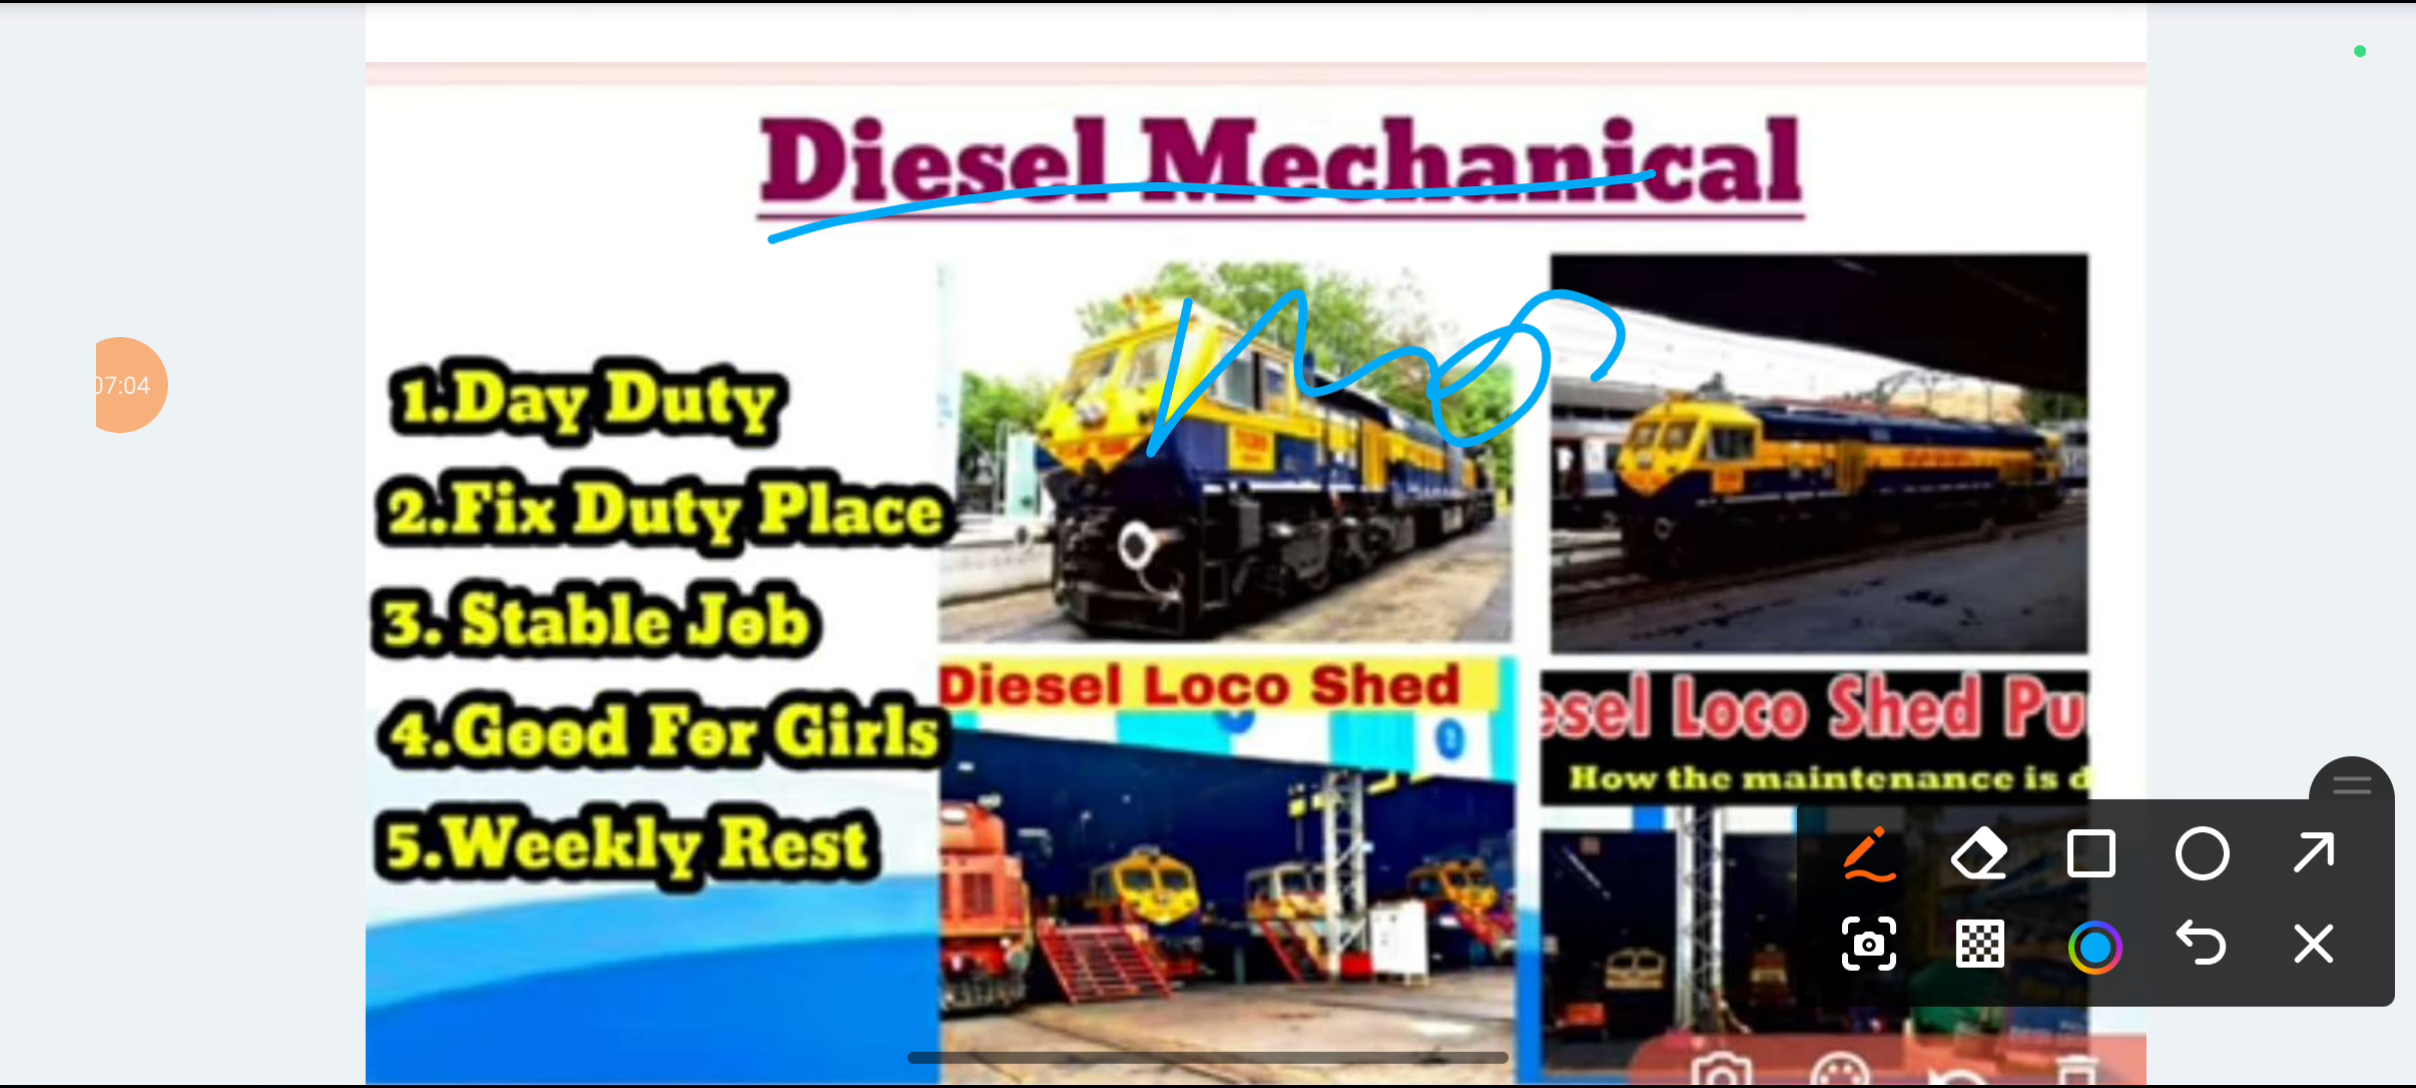 Diesel Mechanical
07:04
1.Day Duty
2.Fix Duty Place
3. Stable Job
4.Good For Girls
5.Weekly Rest
Diesel Loco Shed
esel Loco Shed Pu
How the maintenance is d